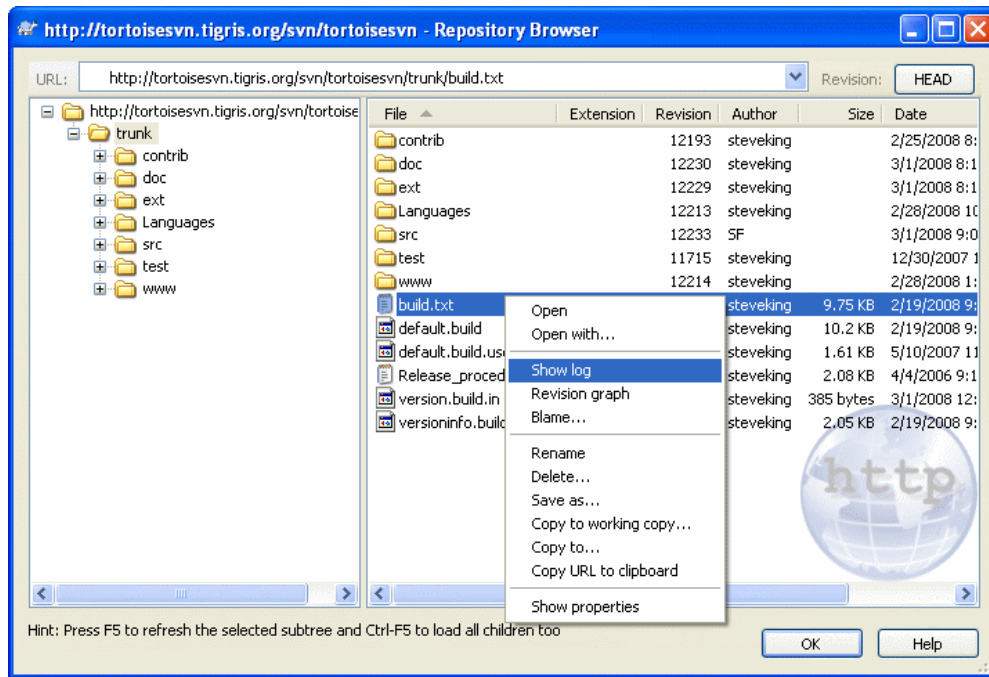 http://tortoisesvn.tigris.org/svn/tortoisesvn - Repository Browser
URL: http://tortoisesvn.tigris.org/svn/tortoisesvn/trunk/build.txt Revision: HEAD
http://tortoisesvn.tigris.org/svn/tortoise
trunk
contrib
doc
ext
Languages
src
test
www
File Extension Revision Author Size Date
contrib 12193 steveking 2/25/2008 8:
doc 12230 steveking 3/1/2008 8:1
ext 12229 steveking 3/1/2008 8:1
Languages 12213 steveking 2/28/2008 10
src 12233 SF 3/1/2008 9:0
test 11715 steveking 12/30/2007 1
www 12214 steveking 2/28/2008 1:
build.txt steveking 9.75 KB 2/19/2008 9:
default.build steveking 10.2 KB 2/19/2008 9:
default.build.use steveking 1.61 KB 5/10/2007 11
Release_proced steveking 2.08 KB 4/4/2006 9:1
version.build.in steveking 385 bytes 3/1/2008 12:
versioninfo.build steveking 2.05 KB 2/19/2008 9:
Open
Open with...
Show log
Revision graph
Blame...
Rename
Delete...
Save as...
Copy to working copy...
Copy to...
Copy URL to clipboard
Show properties
http
Hint: Press F5 to refresh the selected subtree and Ctrl-F5 to load all children too
OK Help